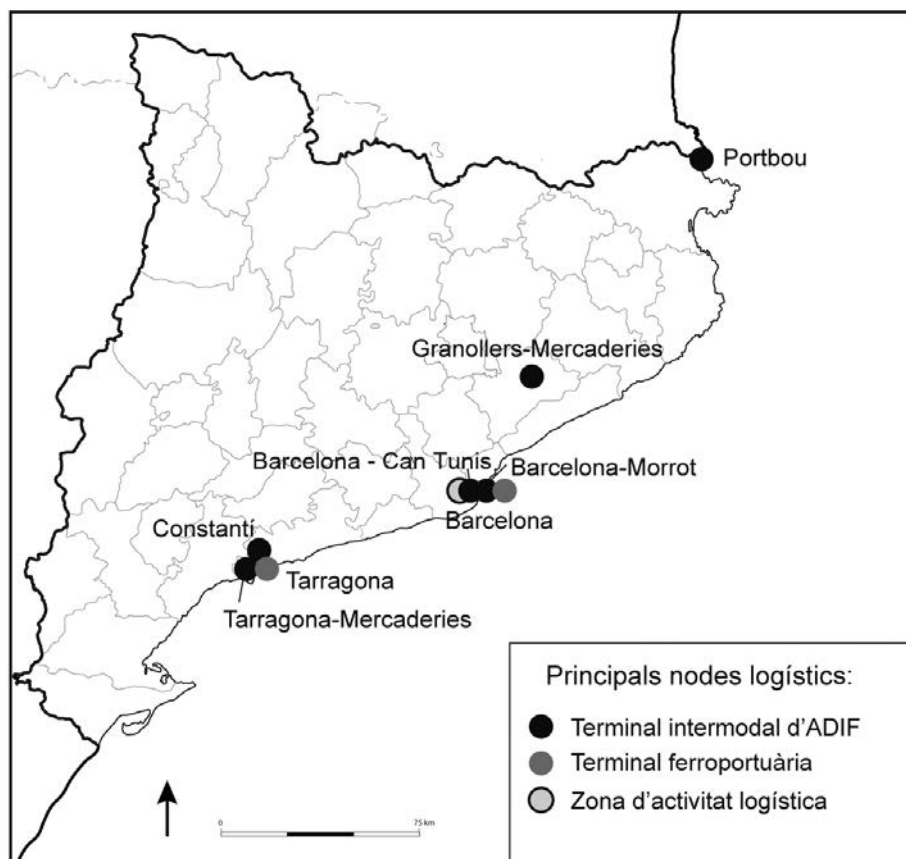 Portbou
Granollers-Mercaderies
Barcelona - Can Tunis
Barcelona-Morrot
Barcelona
Constantí
Tarragona
Tarragona-Mercaderies
Principals nodes logístics:
Terminal intermodal d'ADIF
Terminal ferroportuària
Zona d'activitat logística
0
75 km